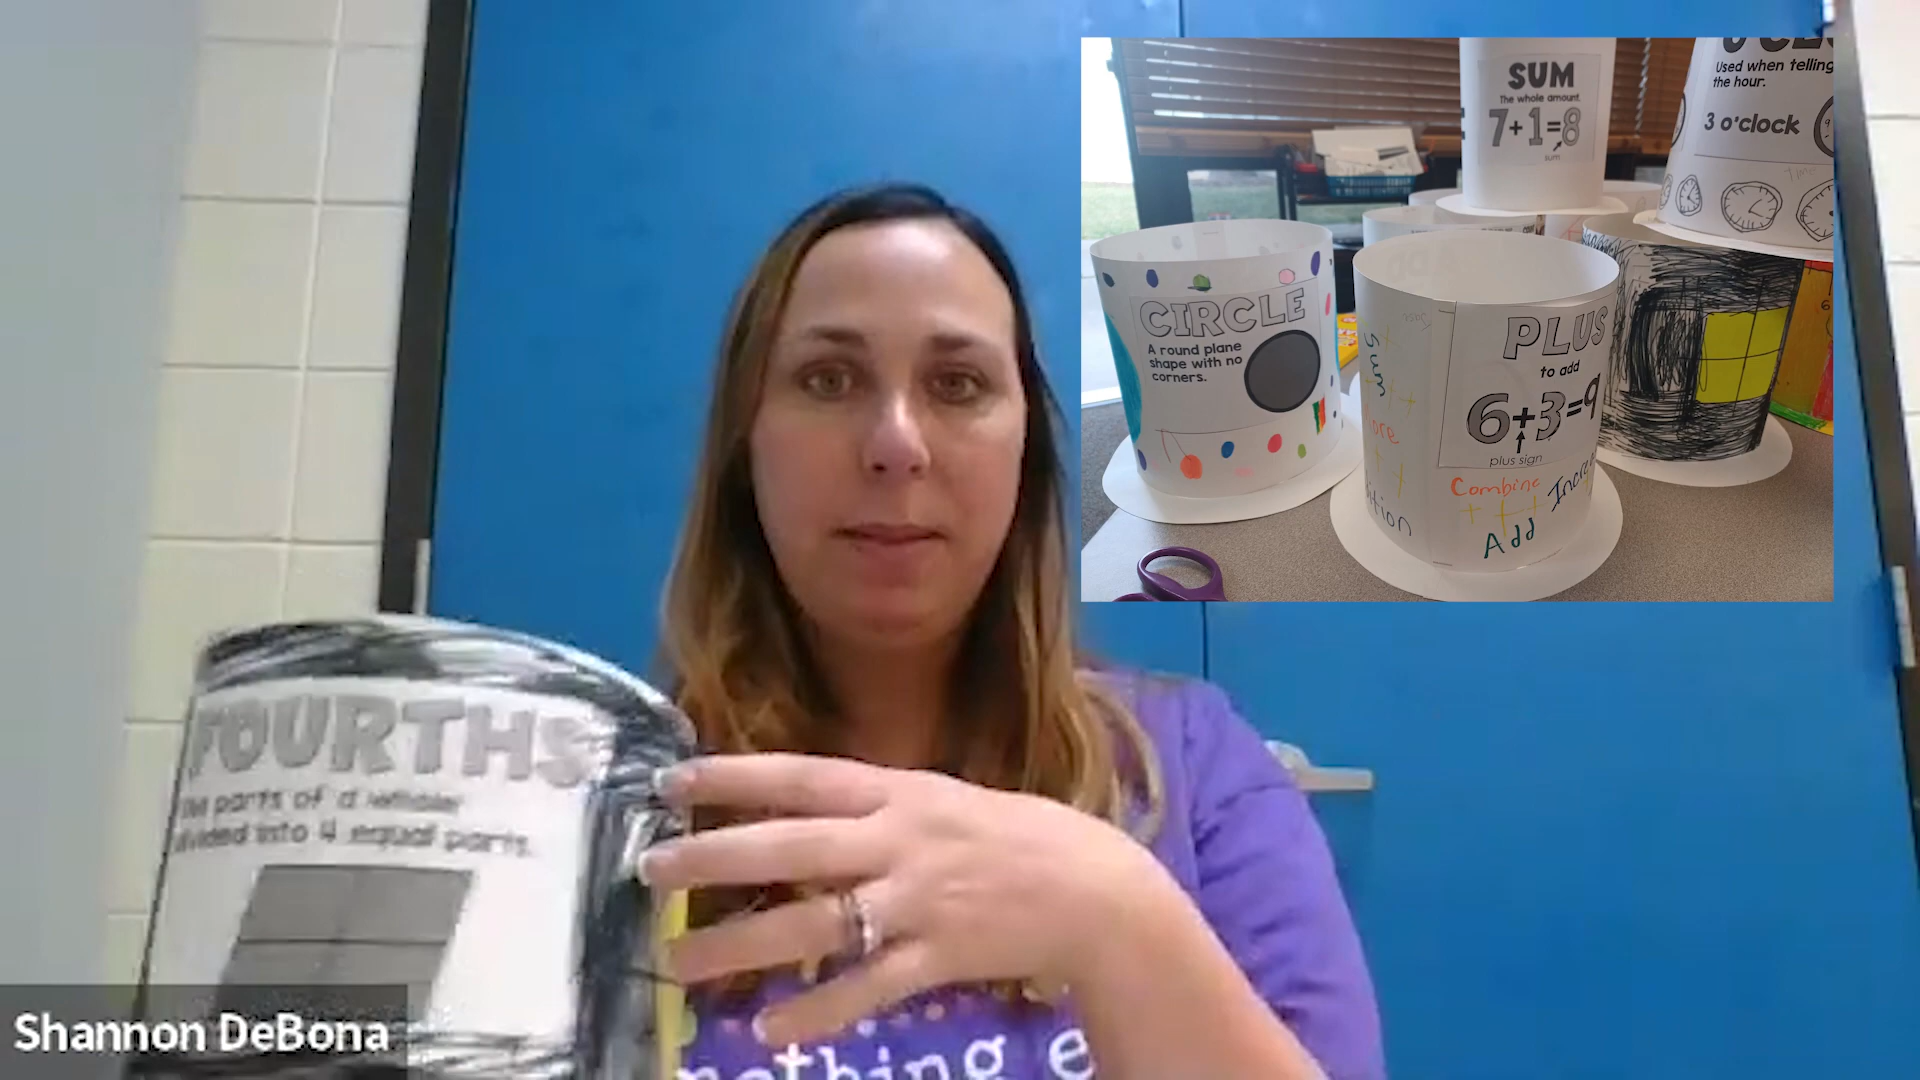 SUM
The whole amount.
7+1=8
sum
Used when telling
the hour.
3 o'clock
Time
CIRCLE
A round plane
shape with no
corners.
PLUS
to add
6+3=9
plus sign
Sum
Combine
Add
FOURTHS
parts of a whole
into 4 equal parts.
Shannon DeBona